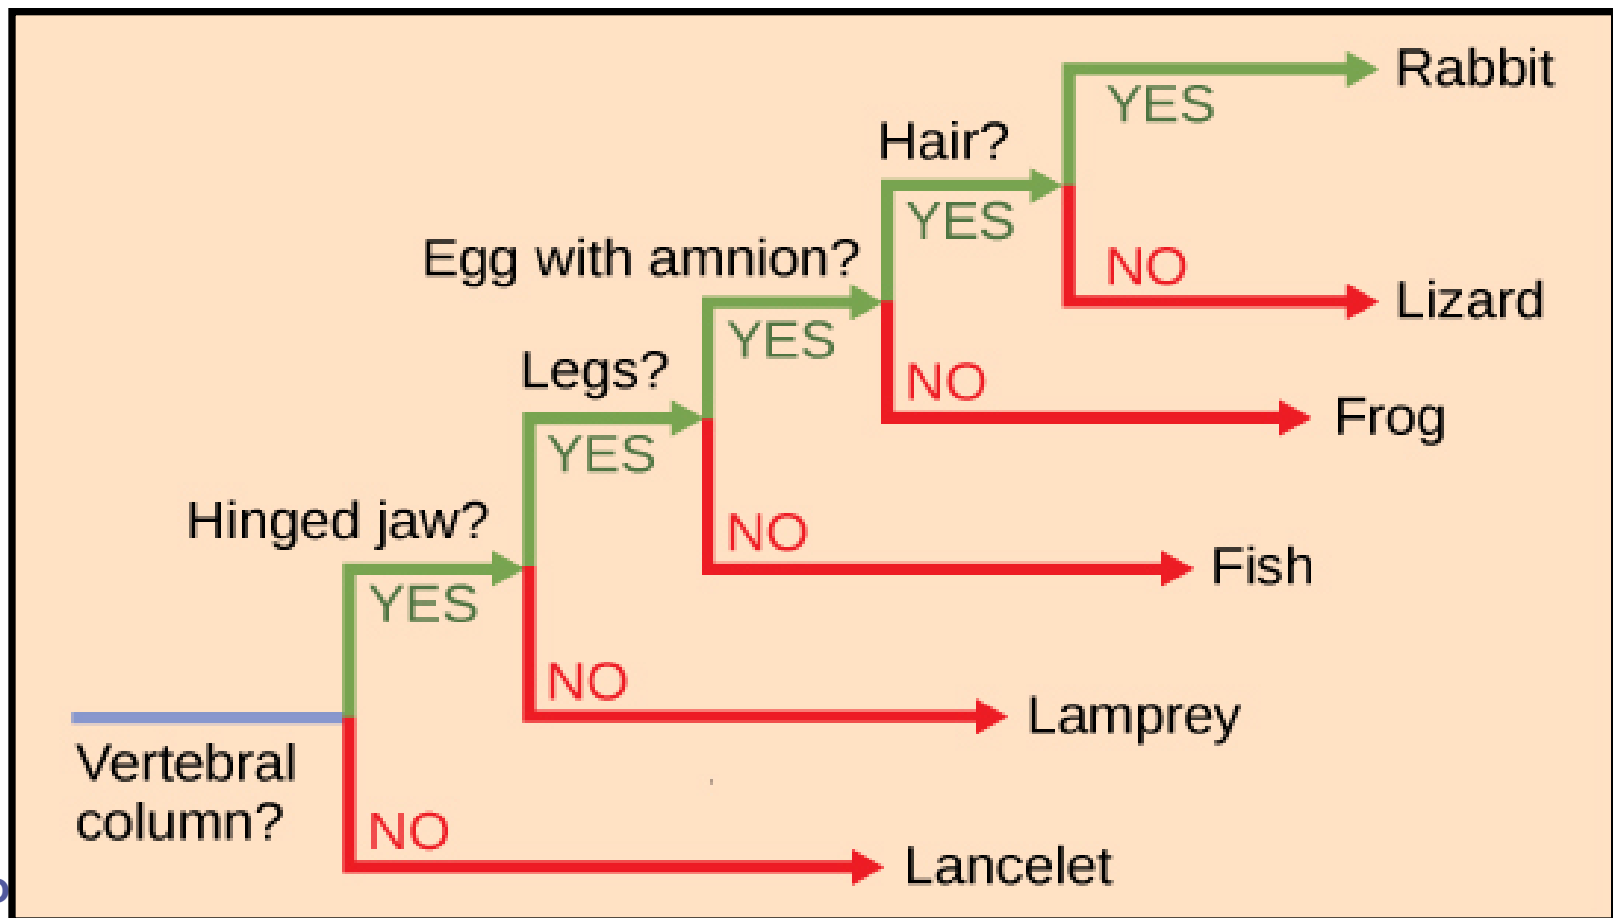 Rabbit
YES
Hair?
YES
Egg with amnion?
NO
Lizard
YES
Legs?
NO
Frog
YES
Hinged jaw?
NO
Fish
YES
NO
Lamprey
Vertebral
column?
NO
Lancelet